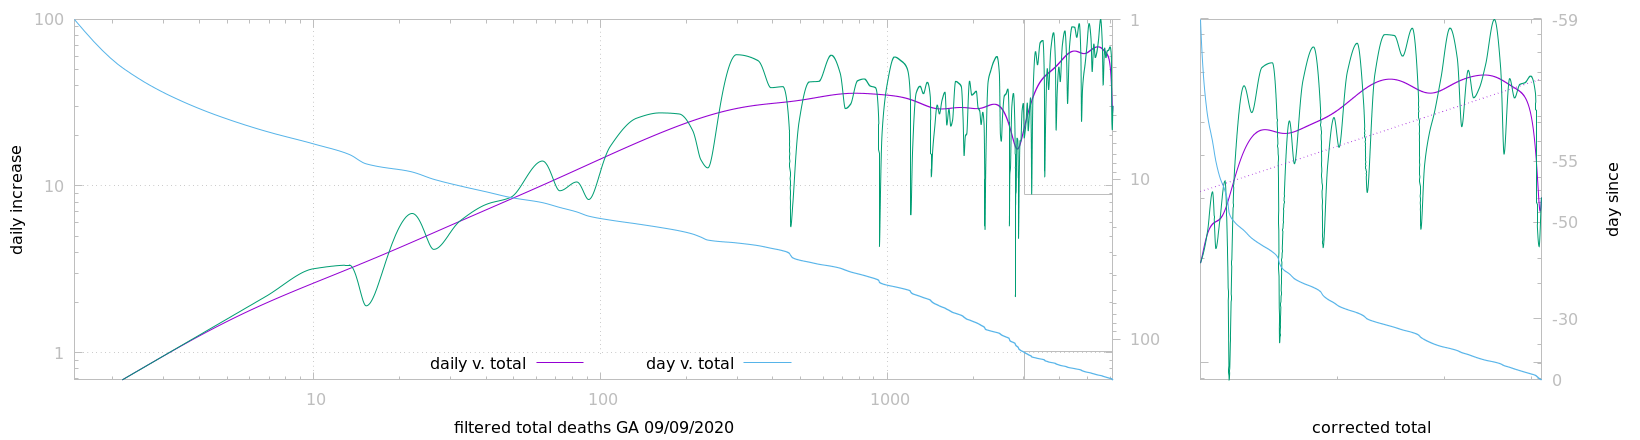 100
10
1
daily increase
10
100
1000
1
10
100
daily v. total
day v. total
filtered total deaths GA 09/09/2020
-59
-55
-50
-30
0
day since
corrected total